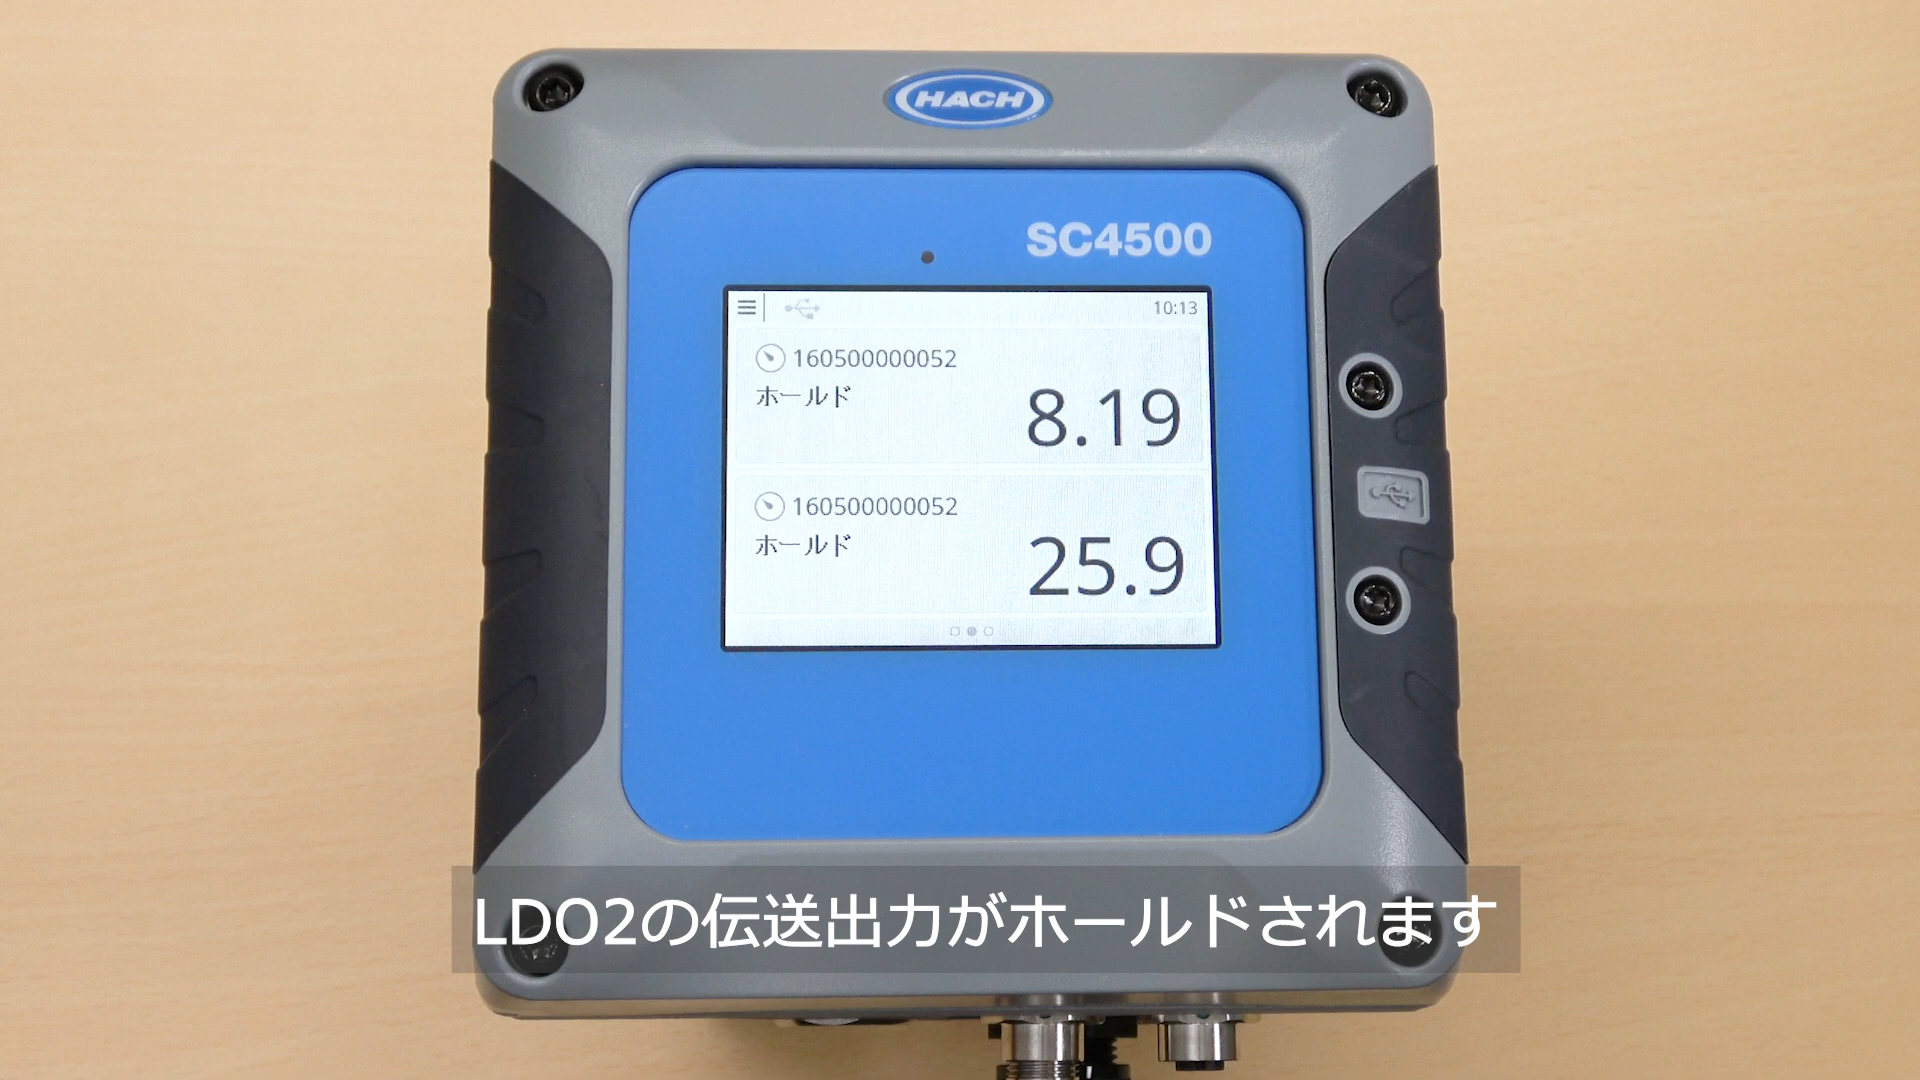 HACH
SC4500
10:13
160500000052
ホールド
8.19
160500000052
ホールド
25.9
LDO2の伝送出力がホールドされます